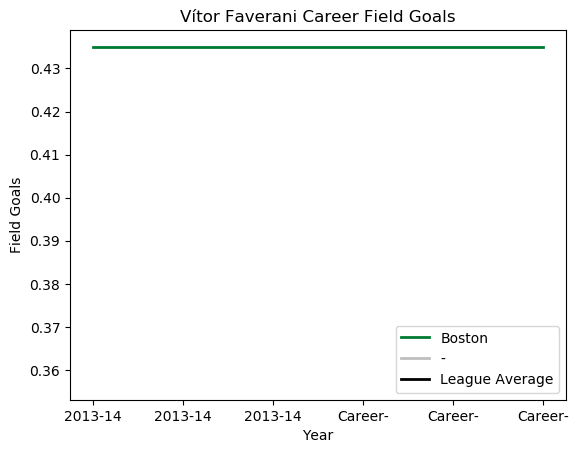 Vítor Faverani Career Field Goals
Field Goals
0.43
0.42
0.41
0.40
0.39
0.38
0.37
0.36
Boston
-
League Average
2013-14 2013-14 2013-14 Career- Career- Career-
Year